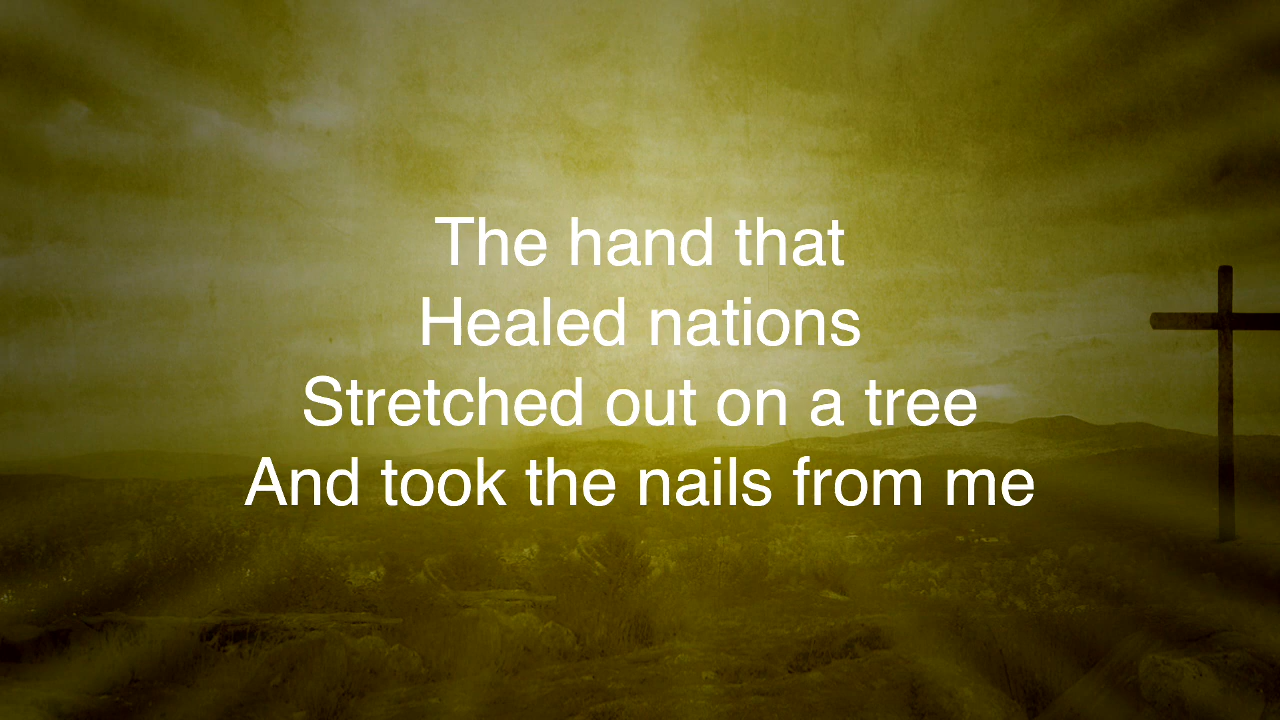 The hand that
Healed nations
Stretched out on a tree
And took the nails from me